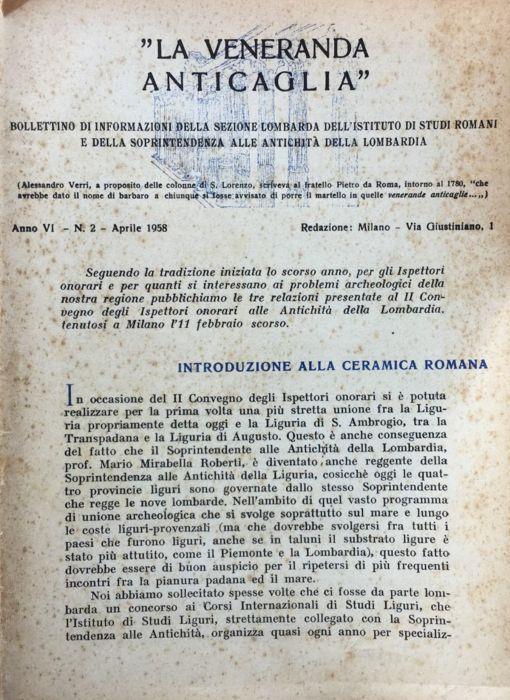 "LA VENERANDA
ANTICAGLIA"
BOLLETTINO DI INFORMAZIONI DELLA SEZIONE LOMBARDA DELL'ISTITUTO DI STUDI ROMANI
E DELLA SOPRINTENDENZA ALLE ANTICHITÀ DELLA LOMBARDIA
(Alessandro Verri, a proposito delle colonne di S. Lorenzo, scriveva al fratello Pietro da Roma, intorno al 1780, "che
avrebbe dato il nome di barbaro a chiunque si fosse avvisato di porre il martello in quelle venerande anticaglie...„)
Anno VI - N. 2 - Aprile 1958
Redazione: Milano - Via Giustiniano, 1
Seguendo la tradizione iniziata lo scorso anno, per gli Ispettori
onorari e per quanti si interessano ai problemi archeologici della
nostra regione pubblichiamo le tre relazioni presentate al II Con-
vegno degli Ispettori onorari alle Antichità della Lombardia.
tenutosi a Milano l'11 febbraio scorso.
INTRODUZIONE ALLA CERAMICA ROMANA
In occasione del II Convegno degli Ispettori onorari si è potuta
realizzare per la prima volta una più stretta unione fra la Ligu-
ria propriamente detta oggi e la Liguria di S. Ambrogio, tra la
Transpadana e la Liguria di Augusto. Questo è anche conseguenza
del fatto che il Soprintendente alle Antichità della Lombardia,
prof. Mario Mirabella Roberti, è diventato anche reggente della
Soprintendenza alle Antichità della Liguria, cosicchè oggi le quat-
tro provincie liguri sono governate dallo stesso Soprintendente
che regge le nove lombarde. Nell'ambito di quel vasto programma
di unione archeologica che si svolge soprattutto sul mare e lungo
le coste liguri-provenzali (ma che dovrebbe svolgersi fra tutti i
paesi che furono liguri, anche se in taluni il substrato ligure è
stato più attutito, come il Piemonte e la Lombardia), questo fatto
dovrebbe essere di buon auspicio per il ripetersi di più frequenti
incontri fra la pianura padana ed il mare.
Noi abbiamo sollecitato spesse volte che ci fosse da parte lom-
barda un concorso ai Corsi Internazionali di Studi Liguri, che
l'Istituto di Studi Liguri, strettamente collegato con la Soprin-
tendenza alle Antichità, organizza quasi ogni anno per specializ-